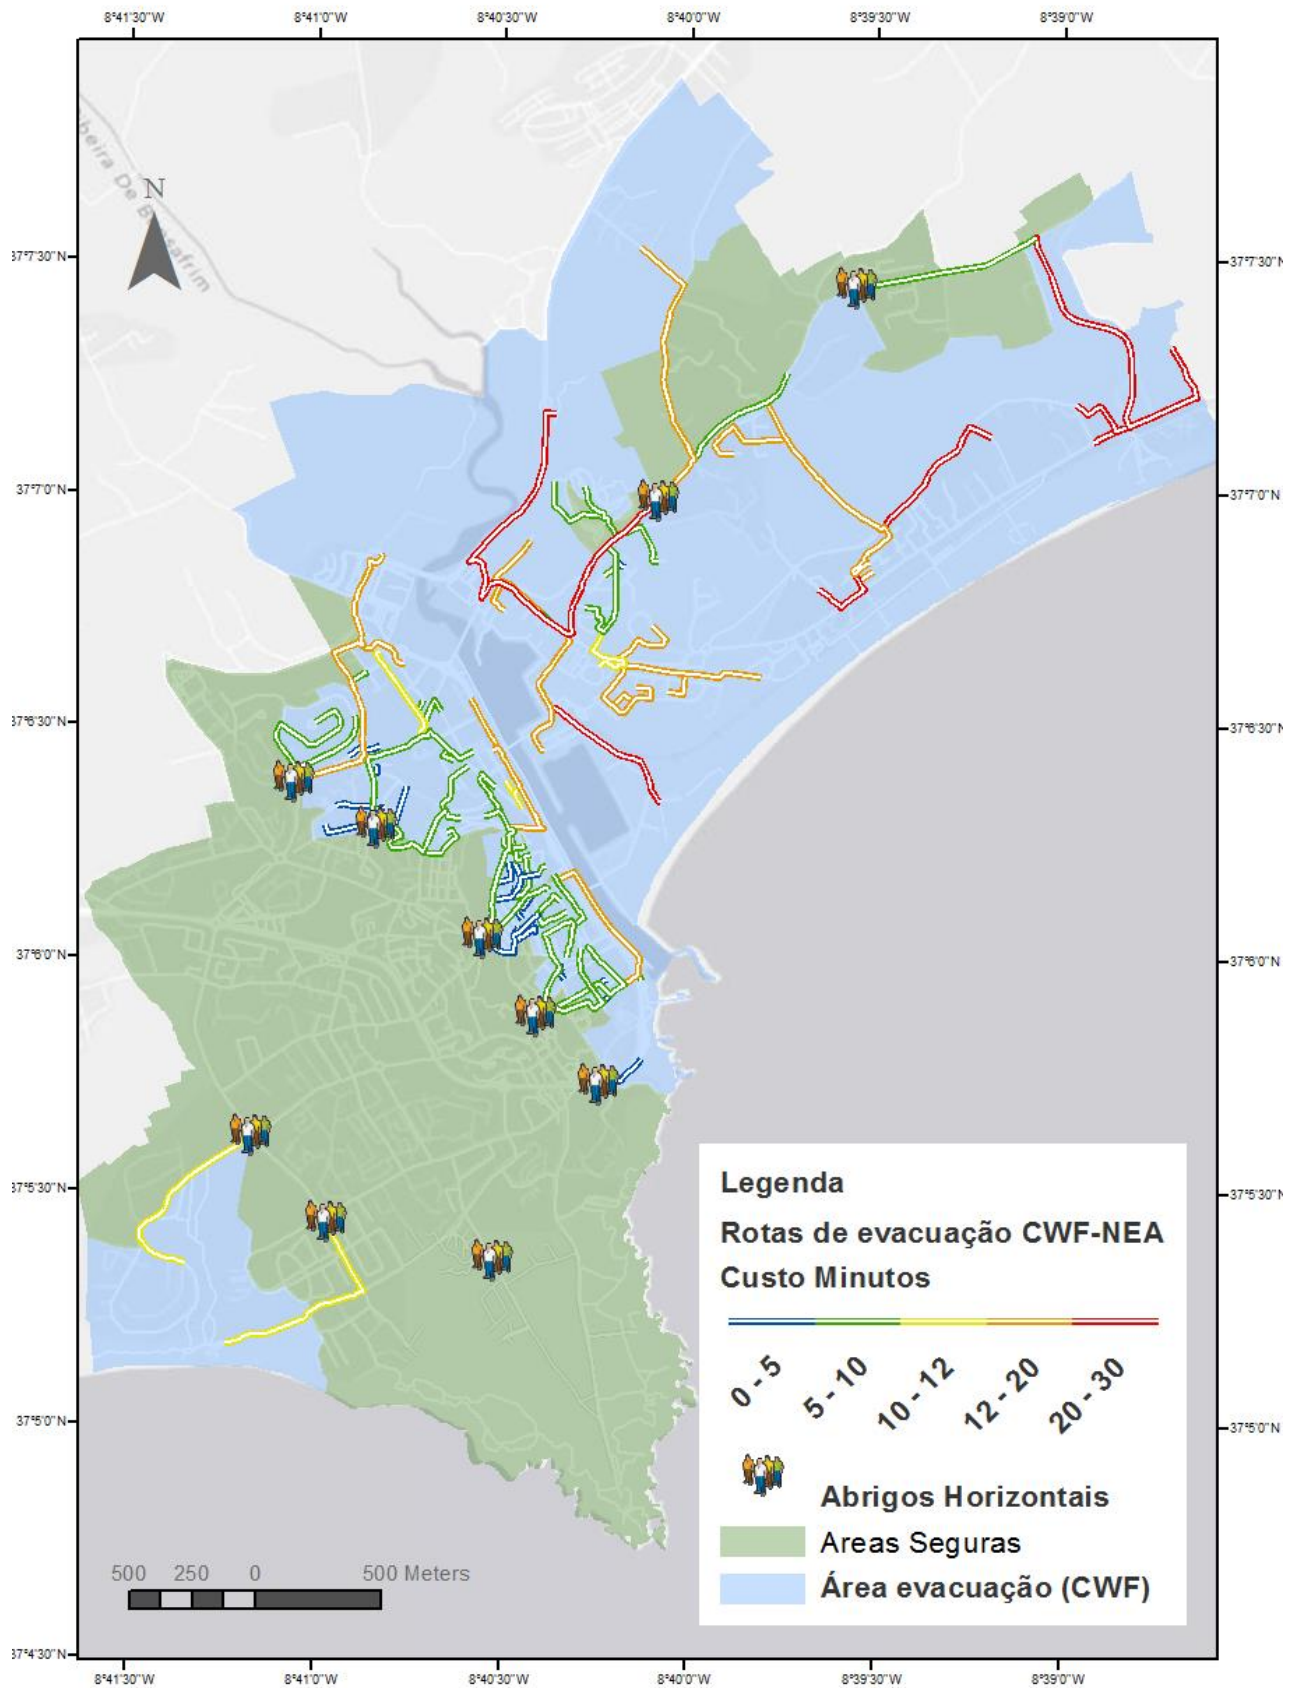 8°41'30"W 8°41'0"W 8°40'30"W 8°40'0"W 8°39'30"W 8°39'0"W
Ribeira De Bensafrim
N
37°7'30"N 37°7'30"N
37°7'0"N 37°7'0"N
37°6'30"N 37°6'30"N
37°6'0"N 37°6'0"N
37°5'30"N 37°5'30"N
37°5'0"N 37°5'0"N
37°4'30"N
Legenda
Rotas de evacuação CWF-NEA
Custo Minutos
0 - 5 5 - 10 10 - 12 12 - 20 20 - 30
Abrigos Horizontais
Areas Seguras
Área evacuação (CWF)
500 250 0 500 Meters
8°41'30"W 8°41'0"W 8°40'30"W 8°40'0"W 8°39'30"W 8°39'0"W